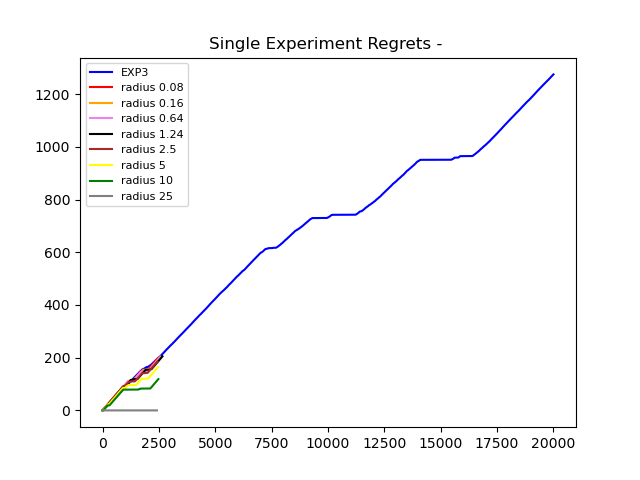 Single Experiment Regrets -
EXP3
radius 0.08
radius 0.16
radius 0.64
radius 1.24
radius 2.5
radius 5
radius 10
radius 25
1200
1000
800
600
400
200
0
0 2500 5000 7500 10000 12500 15000 17500 20000